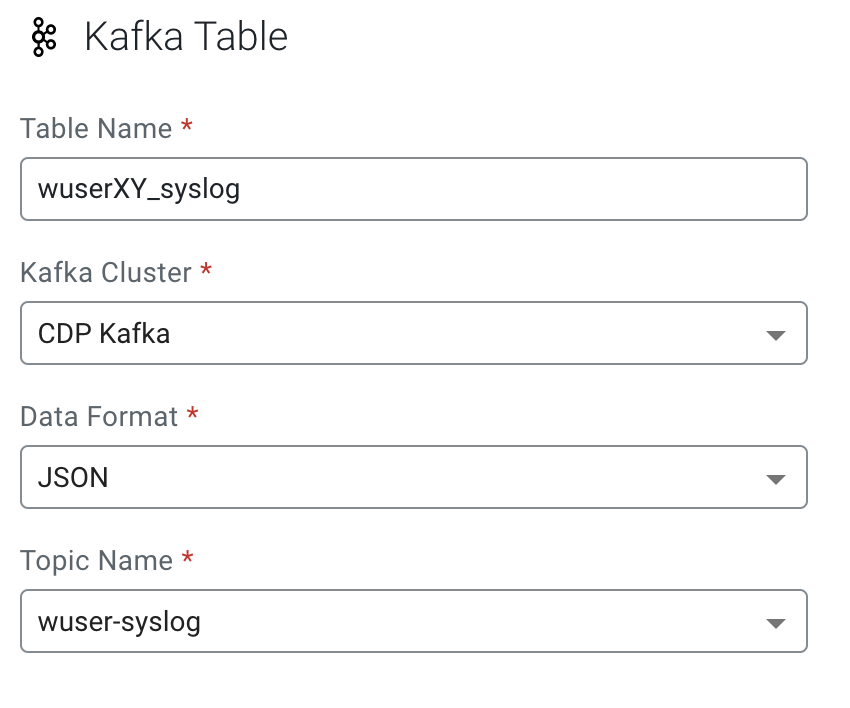 Kafka Table
Table Name *
wuserXY_syslog
Kafka Cluster *
CDP Kafka
Data Format *
JSON
Topic Name *
wuser-syslog